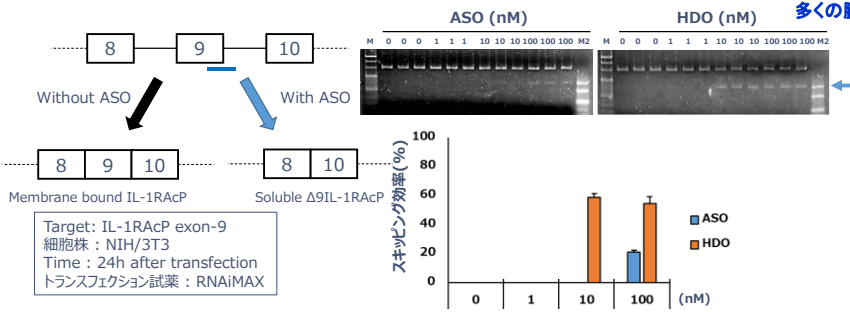 多くの
ASO (nM)
HDO (nM)
M 0 0 0 1 1 1 10 10 10 100 100 100 M2
M 0 0 0 1 1 1 10 10 10 100 100 100 M2
8 9 10
Without ASO
With ASO
8 9 10
8 10
Membrane bound IL-1RAcP
Soluble Δ9IL-1RAcP
Target: IL-1RAcP exon-9
細胞株：NIH/3T3
Time : 24h after transfection
トランスフェクション試薬：RNAiMAX
スキッピング効率(%)
100
80
60
40
20
0
0 1 10 100 (nM)
ASO
HDO